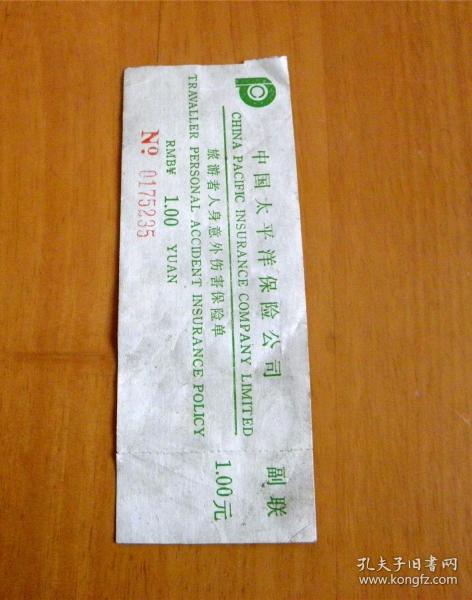 中国太平洋保险公司
CHINA PACIFIC INSURANCE COMPANY LIMITED
旅游者人身意外伤害保险单
TRAVALLER PERSONAL ACCIDENT INSURANCE POLICY
RMB¥ 1.00 YUAN
No: 0175235
副联
1.00元
孔夫子旧书网
www.kongfz.com